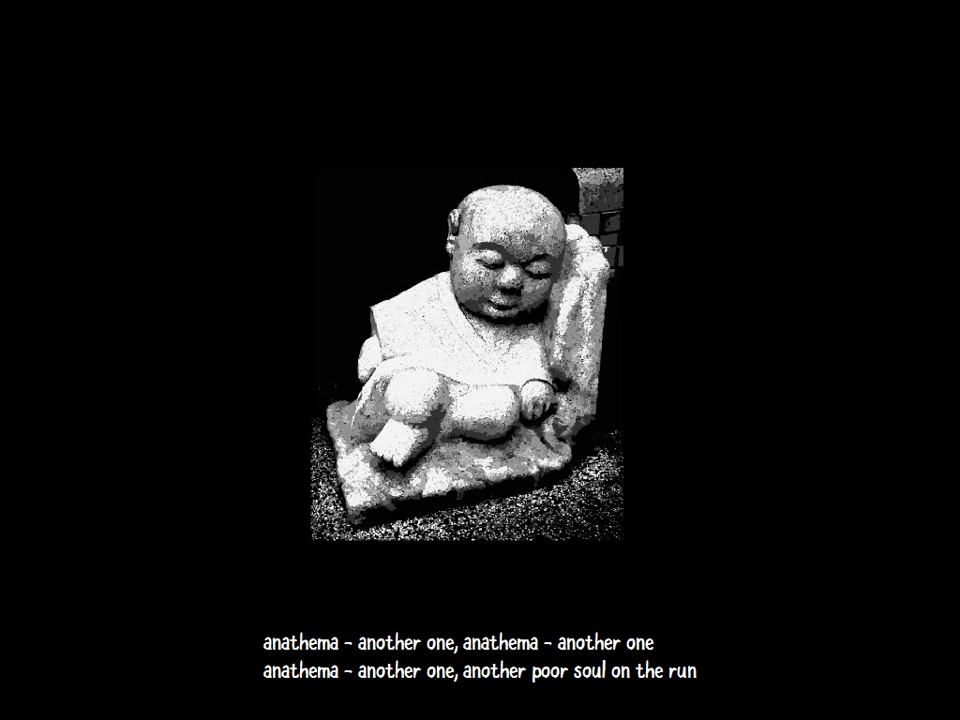 anathema - another one, anathema - another one
anathema - another one, another poor soul on the run